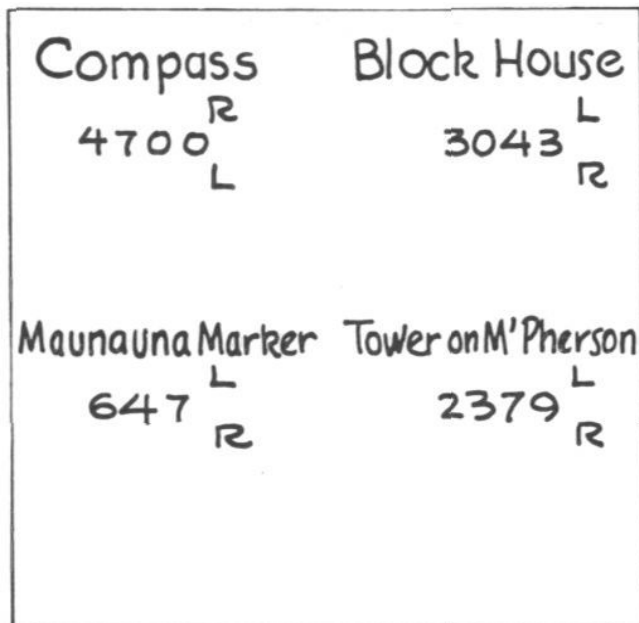 Compass Block House
R L
4700 3043
L R
Maunauna Marker Tower on M'Pherson
L L
647 2379
R R